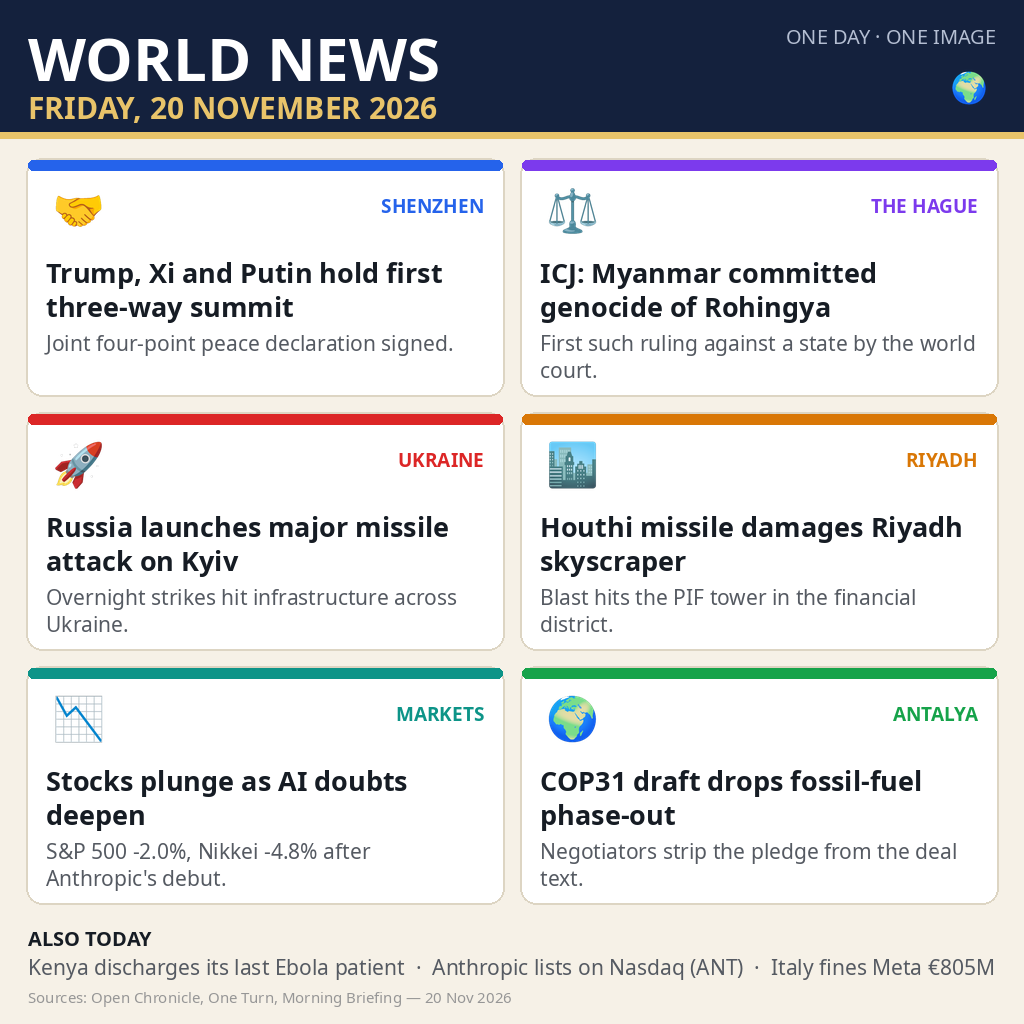 WORLD NEWS
FRIDAY, 20 NOVEMBER 2026
ONE DAY · ONE IMAGE
SHENZHEN
Trump, Xi and Putin hold first
three-way summit
Joint four-point peace declaration signed.
THE HAGUE
ICJ: Myanmar committed
genocide of Rohingya
First such ruling against a state by the world
court.
UKRAINE
Russia launches major missile
attack on Kyiv
Overnight strikes hit infrastructure across
Ukraine.
RIYADH
Houthi missile damages Riyadh
skyscraper
Blast hits the PIF tower in the financial
district.
MARKETS
Stocks plunge as AI doubts
deepen
S&P 500 -2.0%, Nikkei -4.8% after
Anthropic's debut.
ANTALYA
COP31 draft drops fossil-fuel
phase-out
Negotiators strip the pledge from the deal
text.
ALSO TODAY
Kenya discharges its last Ebola patient · Anthropic lists on Nasdaq (ANT) · Italy fines Meta €805M
Sources: Open Chronicle, One Turn, Morning Briefing — 20 Nov 2026